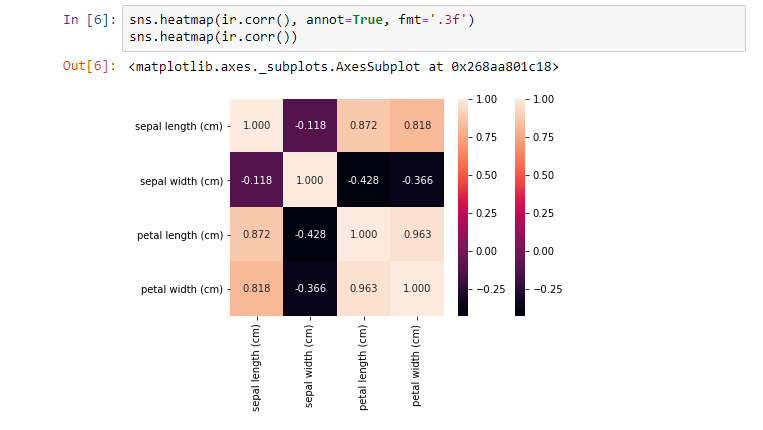 In [6]: sns.heatmap(ir.corr(), annot=True, fmt='.3f')
sns.heatmap(ir.corr())
Out[6]: <matplotlib.axes._subplots.AxesSubplot at 0x268aa801c18>
sepal length (cm) 1.000 -0.118 0.872 0.818
sepal width (cm) -0.118 1.000 -0.428 -0.366
petal length (cm) 0.872 -0.428 1.000 0.963
petal width (cm) 0.818 -0.366 0.963 1.000
sepal length (cm)
sepal width (cm)
petal length (cm)
petal width (cm)
1.00
0.75
0.50
0.25
0.00
−0.25
1.00
0.75
0.50
0.25
0.00
−0.25